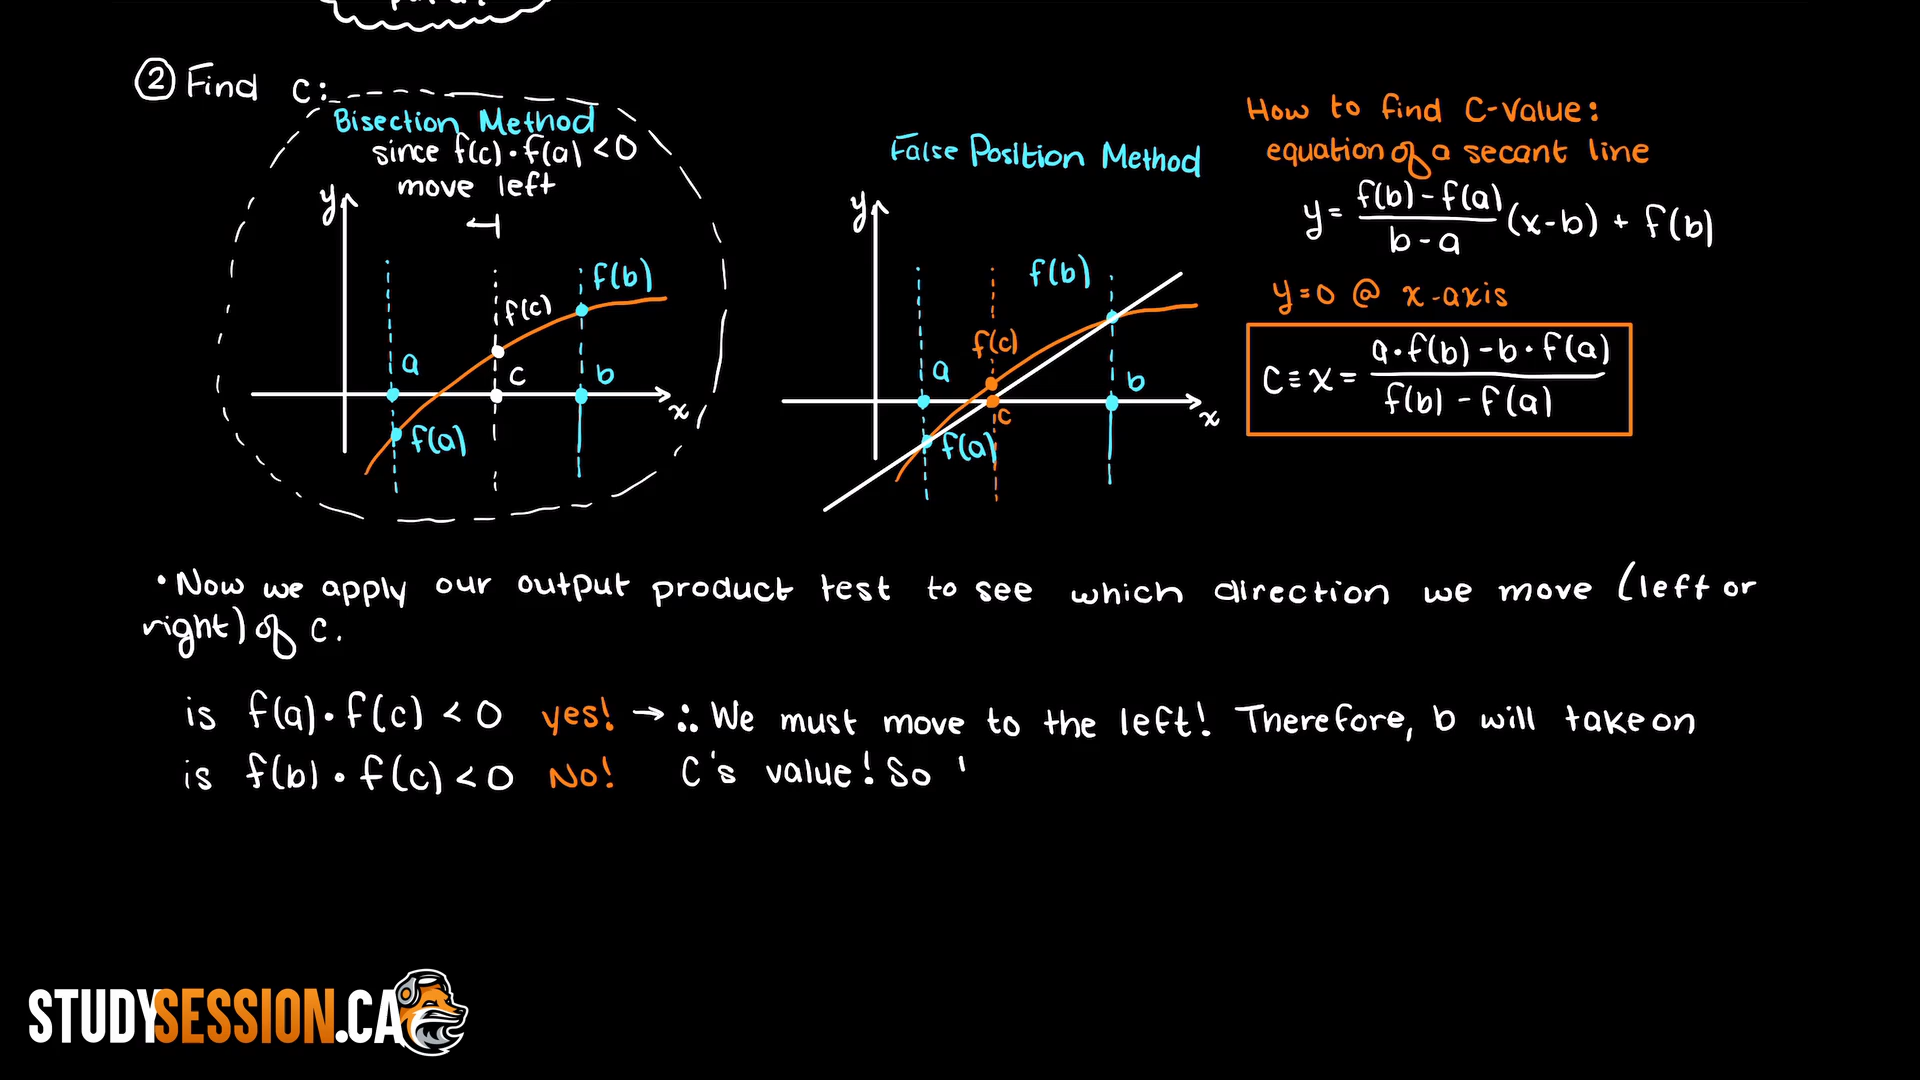 ② Find c:
Bisection Method
since f(c)·f(a) <0
move left
y
f(b)
f(c)
a
c
b
x
f(a)
False Position Method
y
f(b)
f(c)
a
b
c
x
f(a)
How to find C-Value:
equation of a secant line
y= f(b)-f(a) / b-a (x-b) + f(b)
y=0 @ x-axis
C≡x= a·f(b)-b·f(a) / f(b)-f(a)
•Now we apply our output product test to see which direction we move (left or
right) of c.
is f(a)·f(c) <0 yes! → ∴ We must move to the left! Therefore, b will take on
is f(b)·f(c) <0 No! C's value! So '
STUDYSESSION.CA